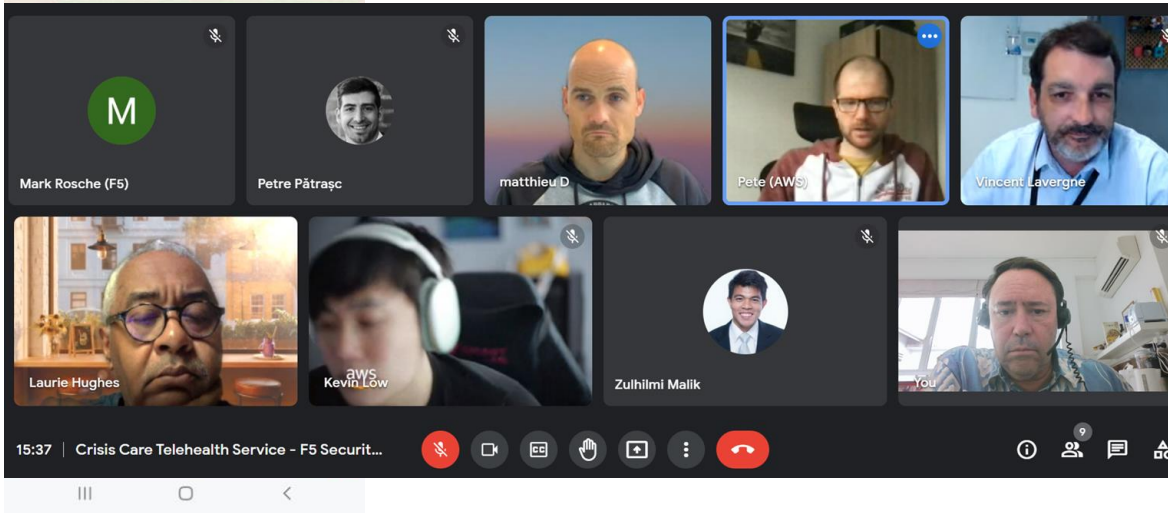 M
Mark Rosche (F5)
Petre Pătrașc
matthieu D
Pete (AWS)
Vincent Lavergne
Laurie Hughes
aws
Kevin Low
Zulhilmi Malik
You
15:37 | Crisis Care Telehealth Service - F5 Securit...
CC
9